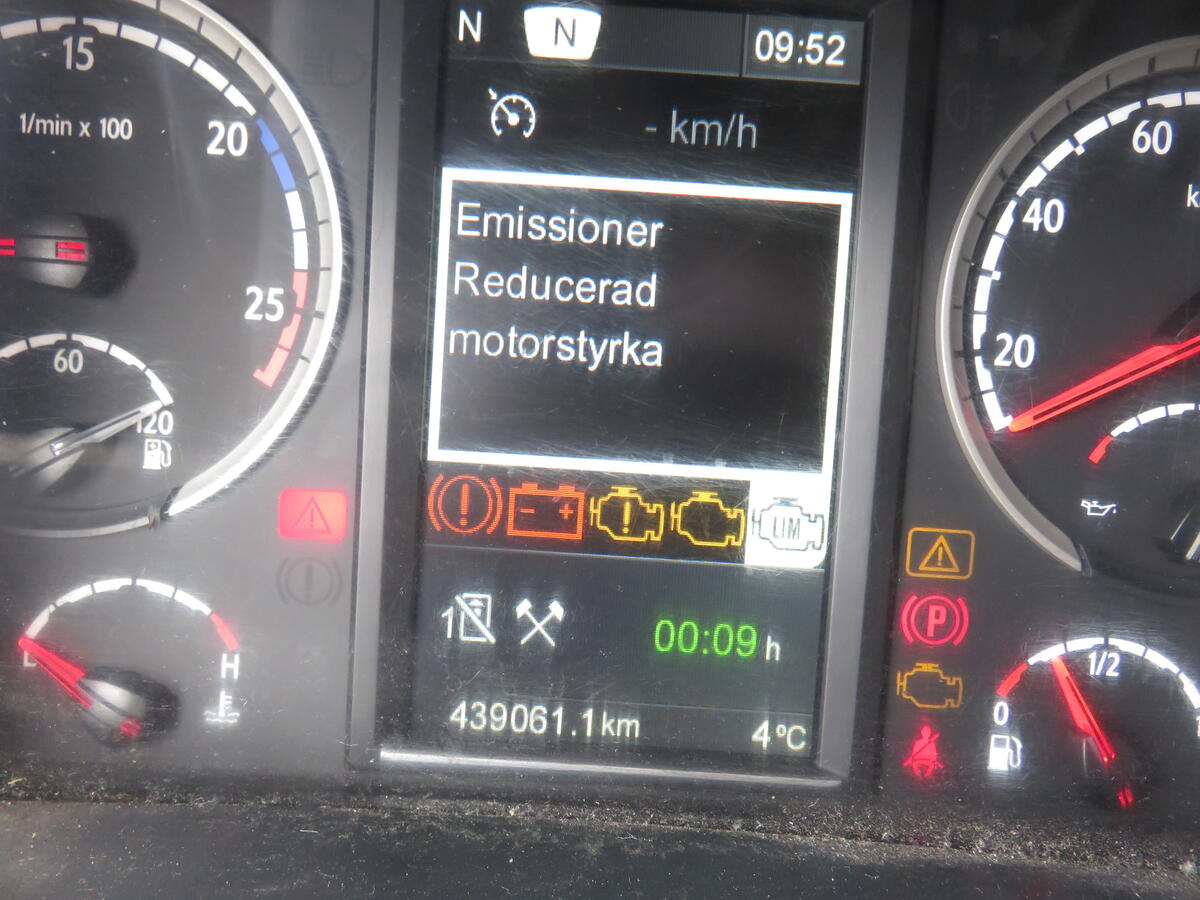 N N 09:52
15
1/min x 100
20
25
- km/h
Emissioner
Reducerad
motorstyrka
60
120
LIM
H
1
00:09 h
439061.1 km 4 °C
60
40
20
P
1/2
0